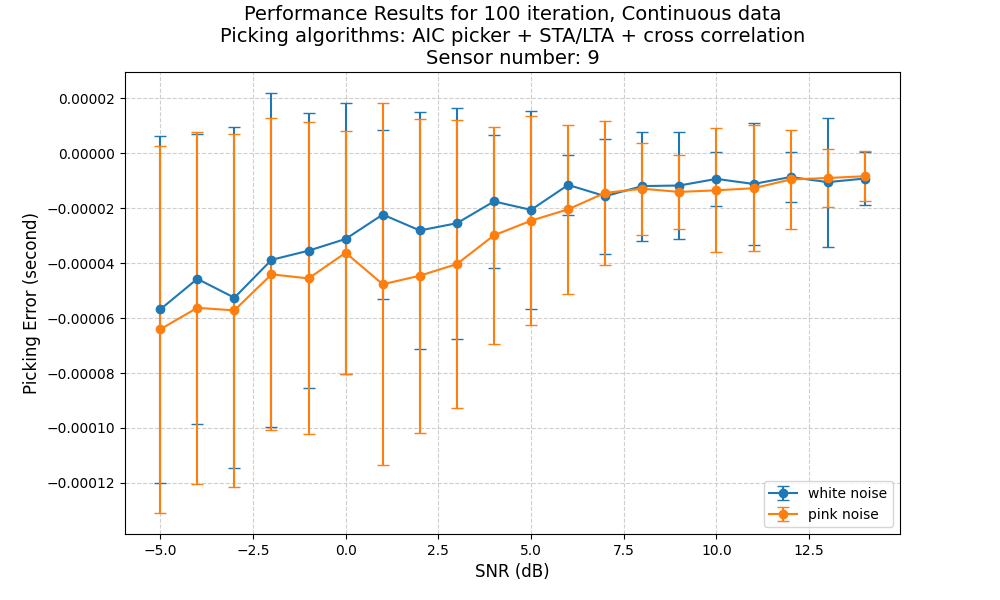 Performance Results for 100 iteration, Continuous data
Picking algorithms: AIC picker + STA/LTA + cross correlation
Sensor number: 9
Picking Error (second)
0.00002
0.00000
−0.00002
−0.00004
−0.00006
−0.00008
−0.00010
−0.00012
white noise
pink noise
−5.0 −2.5 0.0 2.5 5.0 7.5 10.0 12.5
SNR (dB)